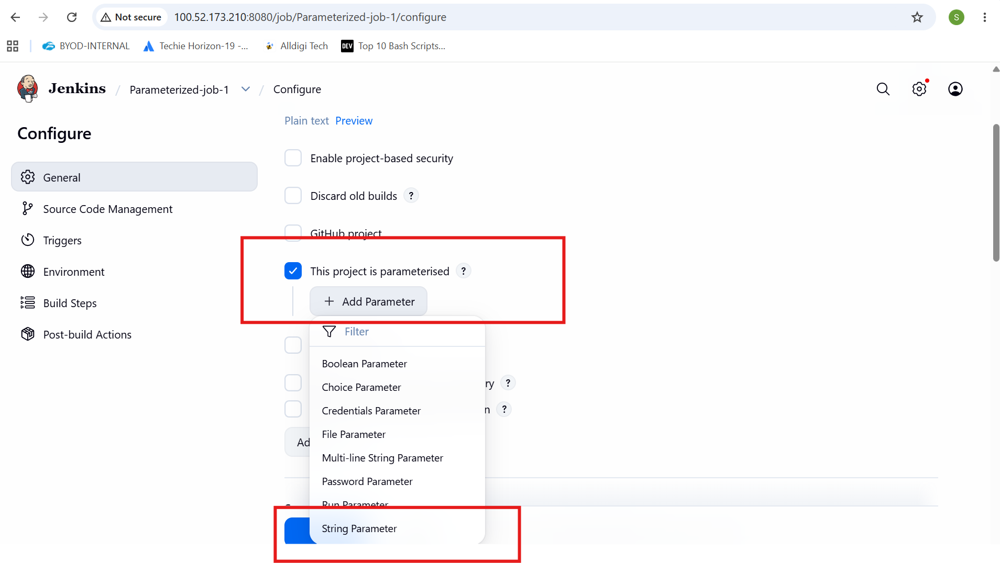 Not secure 100.52.173.210:8080/job/Parameterized-job-1/configure S
BYOD-INTERNAL Techie Horizon-19 -... Alldigi Tech DEV Top 10 Bash Scripts...
Jenkins / Parameterized-job-1 / Configure
Configure
General
Source Code Management
Triggers
Environment
Build Steps
Post-build Actions
Plain text Preview
Enable project-based security
Discard old builds ?
GitHub project
This project is parameterised ?
+ Add Parameter
Filter
Boolean Parameter
Choice Parameter
Credentials Parameter
File Parameter
Multi-line String Parameter
Password Parameter
Run Parameter
String Parameter
ry ?
n ?
Ad